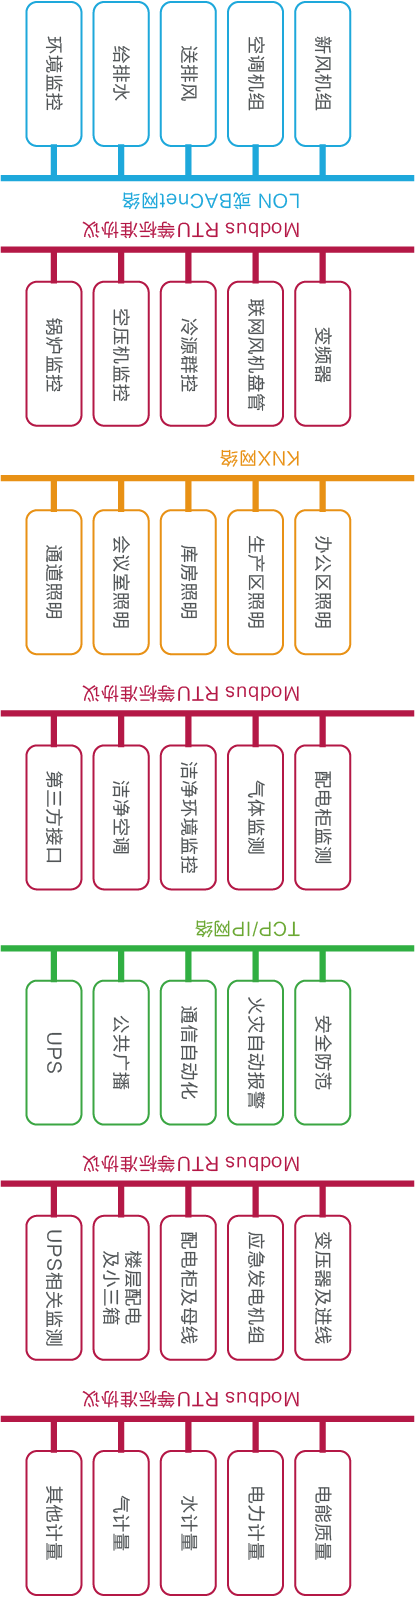 环境监控
给排水
送排风
空调机组
新风机组
LON 或BACnet网络
Modbus RTU等标准协议
锅炉监控
空压机监控
冷源群控
联网风机盘管
变频器
KNX网络
通道照明
会议室照明
库房照明
生产区照明
办公区照明
Modbus RTU等标准协议
第三方接口
洁净空调
洁净环境监控
气体监测
配电柜监测
TCP/IP网络
UPS
公共广播
通信自动化
火灾自动报警
安全防范
Modbus RTU等标准协议
UPS相关监测
楼层配电
及小三箱
配电柜及母线
应急发电机组
变压器及进线
Modbus RTU等标准协议
其他计量
气计量
水计量
电力计量
电能质量